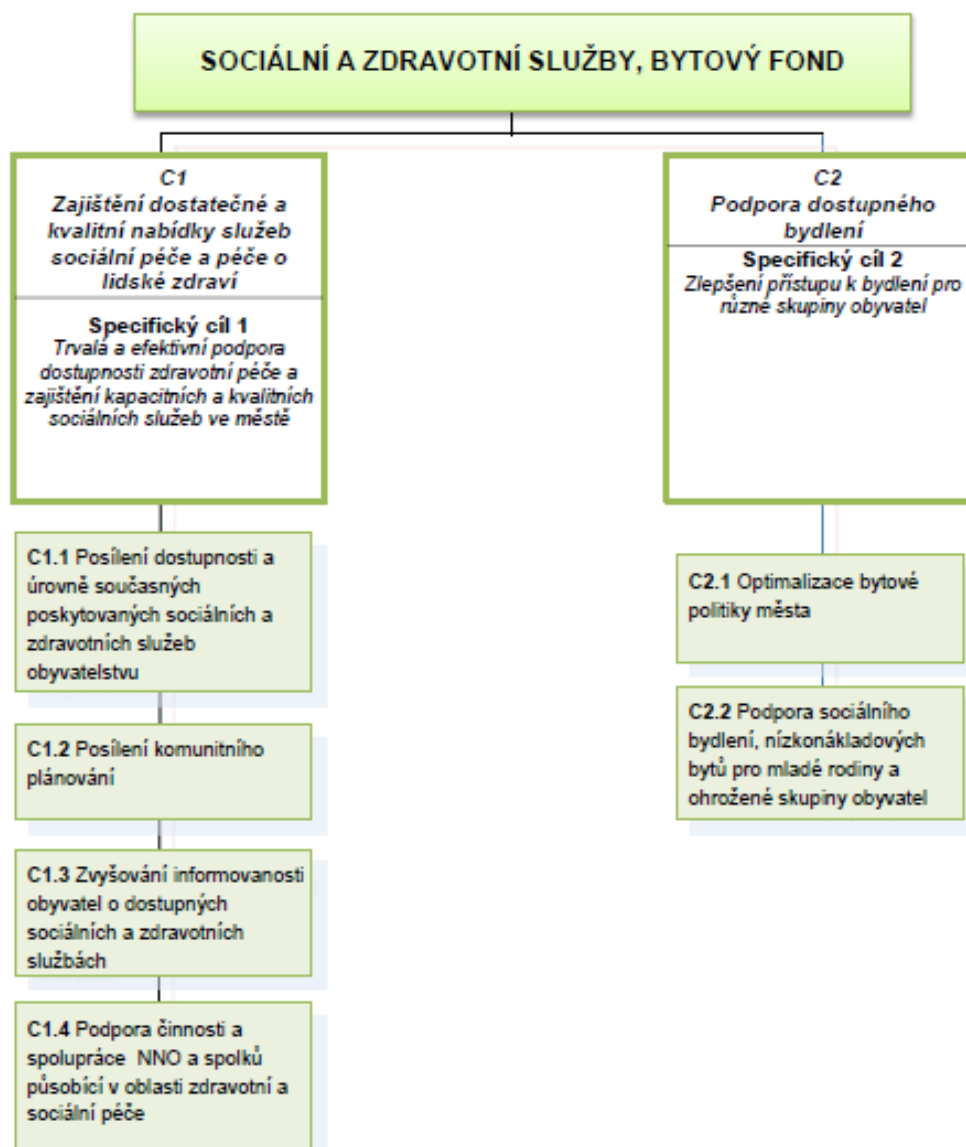 SOCIÁLNÍ A ZDRAVOTNÍ SLUŽBY, BYTOVÝ FOND
C1
Zajištění dostatečné a
kvalitní nabídky služeb
sociální péče a péče o
lidské zdraví
Specifický cíl 1
Trvalá a efektivní podpora
dostupnosti zdravotní péče a
zajištění kapacitních a kvalitních
sociálních služeb ve městě
C1.1 Posílení dostupnosti a
úrovně současných
poskytovaných sociálních a
zdravotních služeb
obyvatelstvu
C1.2 Posílení komunitního
plánování
C1.3 Zvyšování informovanosti
obyvatel o dostupných
sociálních a zdravotních
službách
C1.4 Podpora činnosti a
spolupráce NNO a spolků
působící v oblasti zdravotní a
sociální péče
C2
Podpora dostupného
bydlení
Specifický cíl 2
Zlepšení přístupu k bydlení pro
různé skupiny obyvatel
C2.1 Optimalizace bytové
politiky města
C2.2 Podpora sociálního
bydlení, nízkonákladových
bytů pro mladé rodiny a
ohrožené skupiny obyvatel